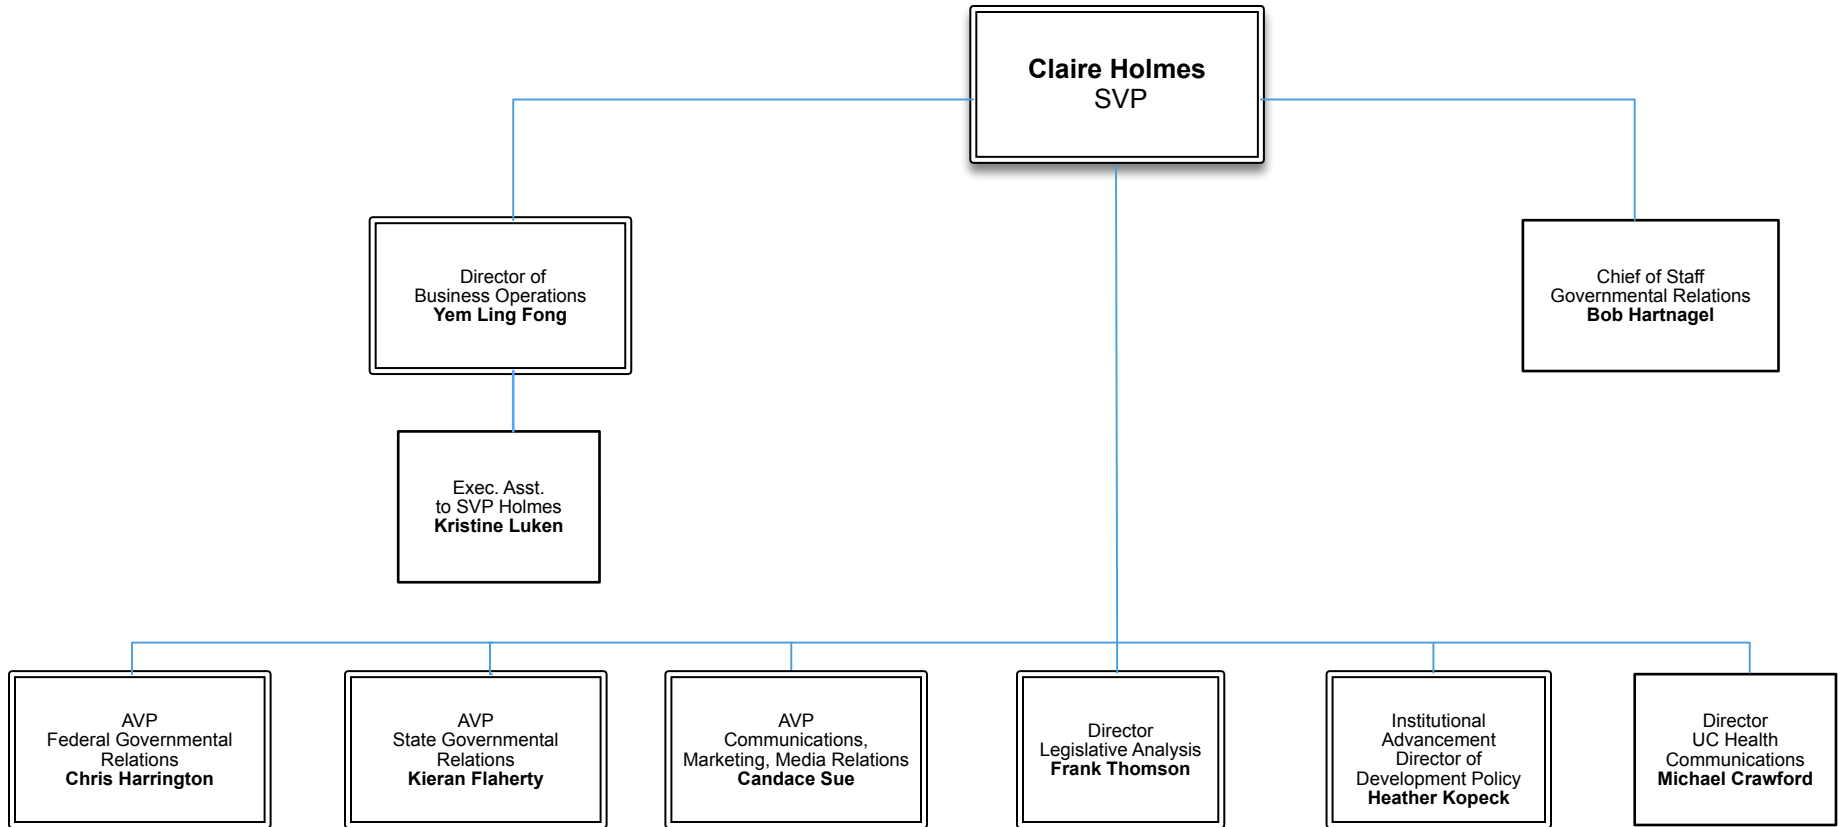 Claire Holmes
SVP
Director of
Business Operations
Yem Ling Fong
Chief of Staff
Governmental Relations
Bob Hartnagel
Exec. Asst.
to SVP Holmes
Kristine Luken
AVP
Federal Governmental
Relations
Chris Harrington
AVP
State Governmental
Relations
Kieran Flaherty
AVP
Communications,
Marketing, Media Relations
Candace Sue
Director
Legislative Analysis
Frank Thomson
Institutional
Advancement
Director of
Development Policy
Heather Kopeck
Director
UC Health
Communications
Michael Crawford